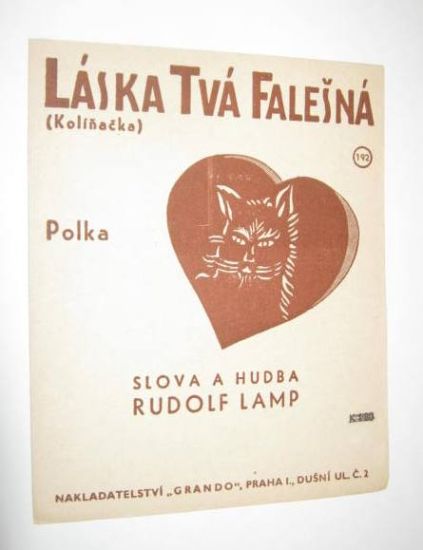 LÁSKA TVÁ FALEŠNÁ
(Kolíňačka)
192
Polka
SLOVA A HUDBA
RUDOLF LAMP
NAKLADATELSTVÍ „GRANDO“, PRAHA I., DUŠNÍ UL. Č. 2